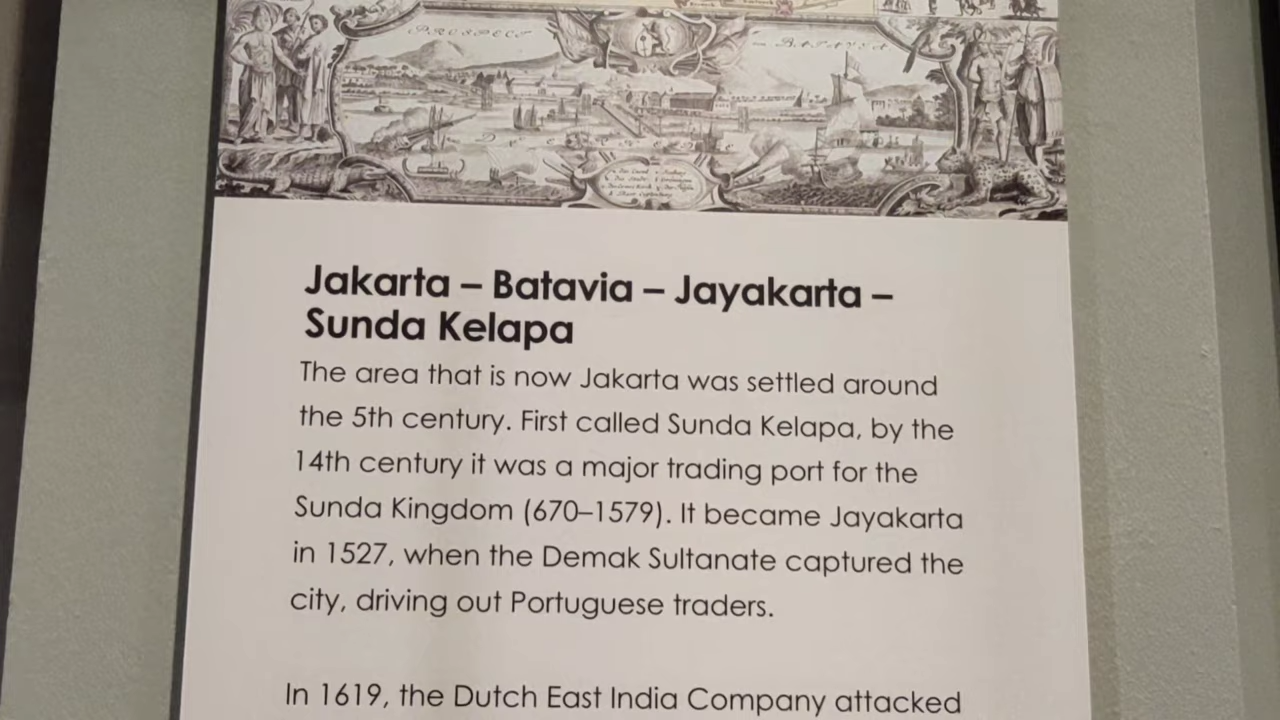 PROSPECT
BATAVIA
Jakarta – Batavia – Jayakarta –
Sunda Kelapa
The area that is now Jakarta was settled around
the 5th century. First called Sunda Kelapa, by the
14th century it was a major trading port for the
Sunda Kingdom (670–1579). It became Jayakarta
in 1527, when the Demak Sultanate captured the
city, driving out Portuguese traders.
In 1619, the Dutch East India Company attacked